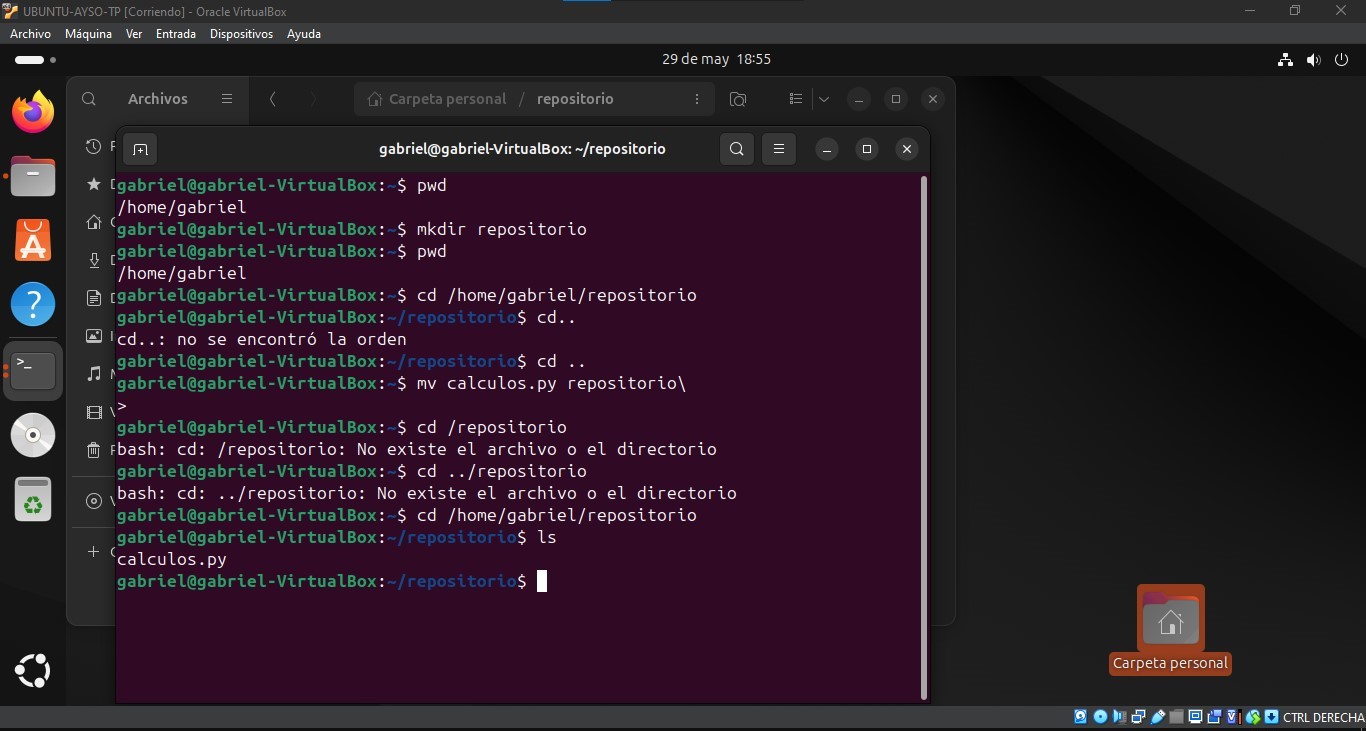 UBUNTU-AYSO-TP [Corriendo] - Oracle VirtualBox
Archivo Máquina Ver Entrada Dispositivos Ayuda
29 de may 18:55
Archivos
Carpeta personal / repositorio
gabriel@gabriel-VirtualBox: ~/repositorio
gabriel@gabriel-VirtualBox:~$ pwd
/home/gabriel
gabriel@gabriel-VirtualBox:~$ mkdir repositorio
gabriel@gabriel-VirtualBox:~$ pwd
/home/gabriel
gabriel@gabriel-VirtualBox:~$ cd /home/gabriel/repositorio
gabriel@gabriel-VirtualBox:~/repositorio$ cd..
cd..: no se encontró la orden
gabriel@gabriel-VirtualBox:~/repositorio$ cd ..
gabriel@gabriel-VirtualBox:~$ mv calculos.py repositorio\
>
gabriel@gabriel-VirtualBox:~$ cd /repositorio
bash: cd: /repositorio: No existe el archivo o el directorio
gabriel@gabriel-VirtualBox:~$ cd ../repositorio
bash: cd: ../repositorio: No existe el archivo o el directorio
gabriel@gabriel-VirtualBox:~$ cd /home/gabriel/repositorio
gabriel@gabriel-VirtualBox:~/repositorio$ ls
calculos.py
gabriel@gabriel-VirtualBox:~/repositorio$
Carpeta personal
CTRL DERECHA